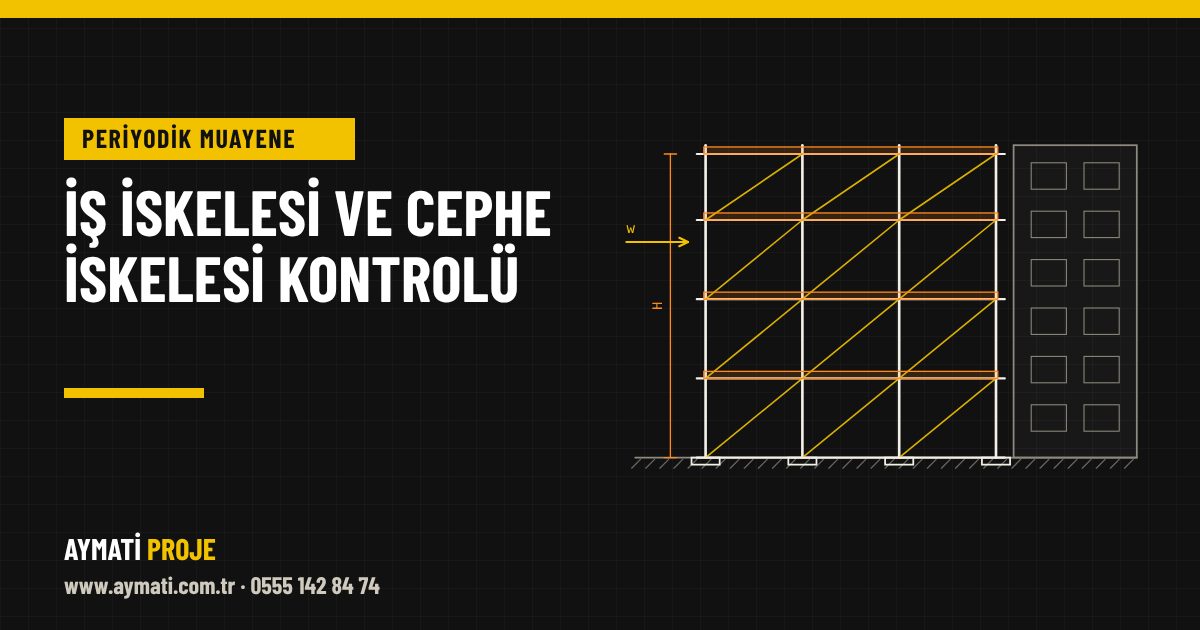 PERİYODİK MUAYENE
İŞ İSKELESİ VE CEPHE
İSKELESİ KONTROLÜ
W
H
AYMATİ PROJE
www.aymati.com.tr · 0555 142 84 74